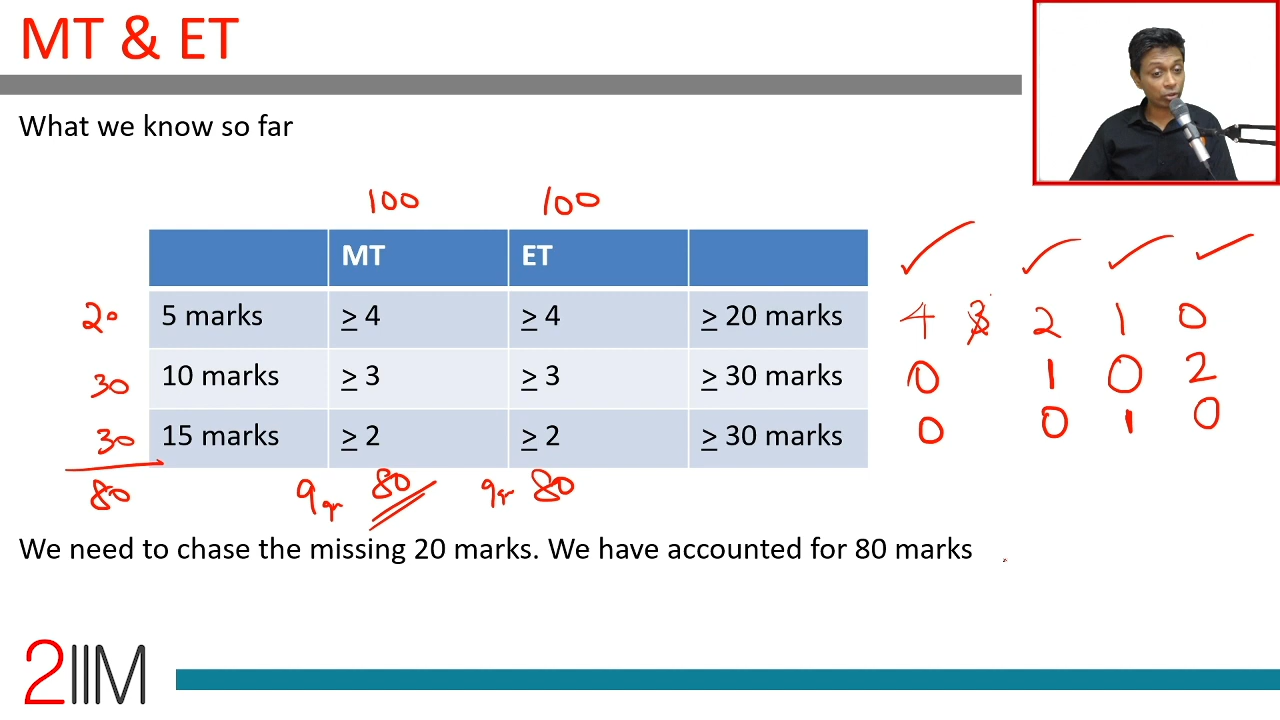 MT & ET
What we know so far
100 100
MT ET
20 5 marks ≥ 4 ≥ 4 ≥ 20 marks 4 3 2 1 0
30 10 marks ≥ 3 ≥ 3 ≥ 30 marks 0 1 0 2
30 15 marks ≥ 2 ≥ 2 ≥ 30 marks 0 0 1 0
80 9qr 80 9qr 80
We need to chase the missing 20 marks. We have accounted for 80 marks
2IIM